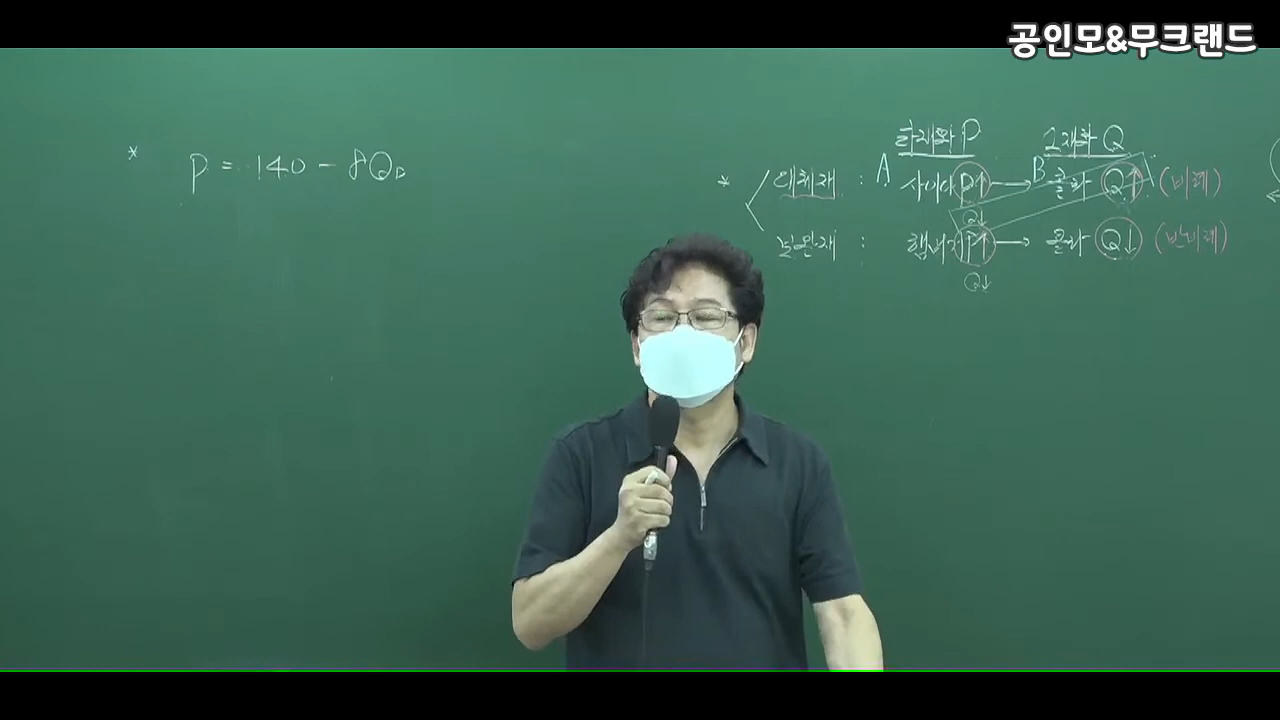 공인모&무크랜드
* P = 140 - 8Q_D
타재화 P 그재화 Q
* 대체재 : A 사이다 P↑ → B 콜라 Q↑ (비례)
Q↓
보완재 : 햄버거 P↑ → 콜라 Q↓ (반비례)
Q↓